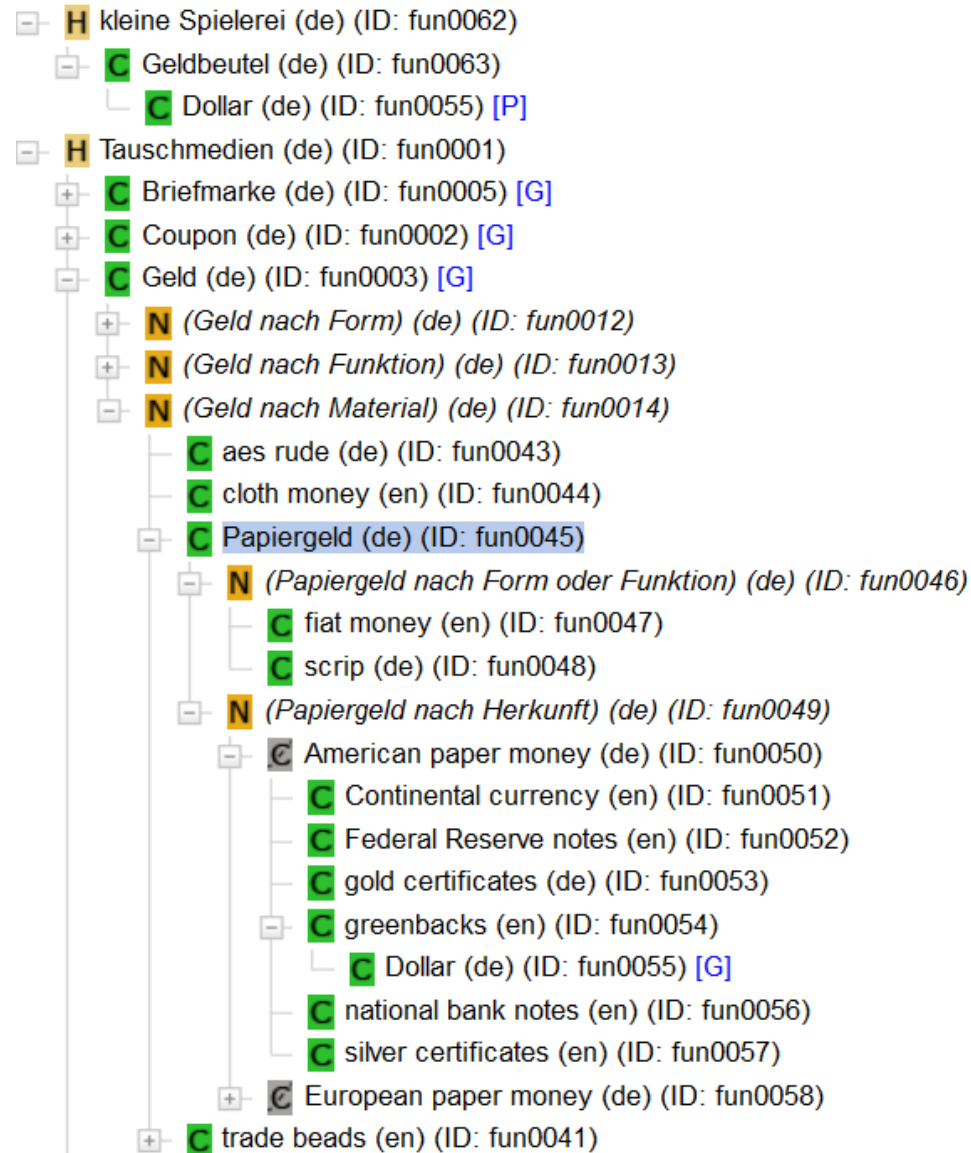 H kleine Spielerei (de) (ID: fun0062)
C Geldbeutel (de) (ID: fun0063)
C Dollar (de) (ID: fun0055) [P]
H Tauschmedien (de) (ID: fun0001)
C Briefmarke (de) (ID: fun0005) [G]
C Coupon (de) (ID: fun0002) [G]
C Geld (de) (ID: fun0003) [G]
N (Geld nach Form) (de) (ID: fun0012)
N (Geld nach Funktion) (de) (ID: fun0013)
N (Geld nach Material) (de) (ID: fun0014)
C aes rude (de) (ID: fun0043)
C cloth money (en) (ID: fun0044)
C Papiergeld (de) (ID: fun0045)
N (Papiergeld nach Form oder Funktion) (de) (ID: fun0046)
C fiat money (en) (ID: fun0047)
C scrip (de) (ID: fun0048)
N (Papiergeld nach Herkunft) (de) (ID: fun0049)
C American paper money (de) (ID: fun0050)
C Continental currency (en) (ID: fun0051)
C Federal Reserve notes (en) (ID: fun0052)
C gold certificates (de) (ID: fun0053)
C greenbacks (en) (ID: fun0054)
C Dollar (de) (ID: fun0055) [G]
C national bank notes (en) (ID: fun0056)
C silver certificates (en) (ID: fun0057)
C European paper money (de) (ID: fun0058)
C trade beads (en) (ID: fun0041)